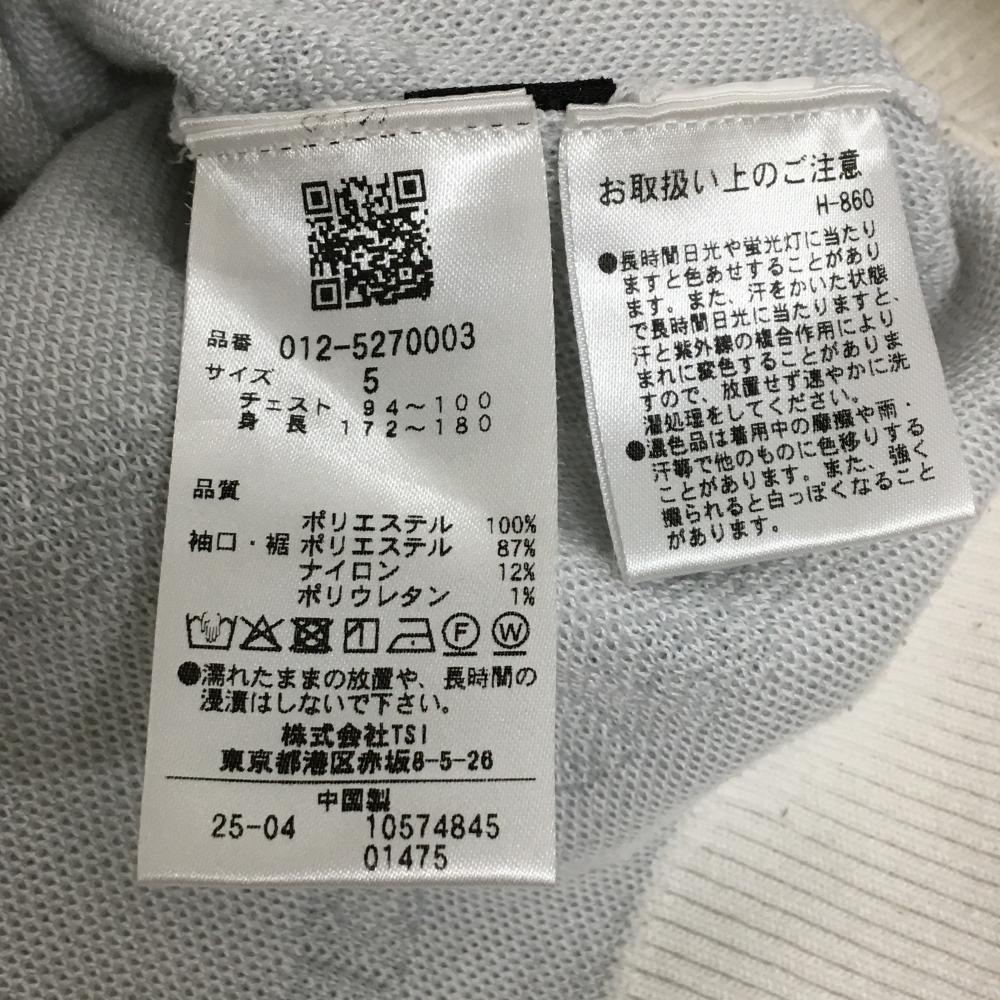 品番 012-5270003
サイズ 5
チェスト 94～100
身長 172～180
品質
ポリエステル 100%
袖口・裾 ポリエステル 87%
ナイロン 12%
ポリウレタン 1%
F W
●濡れたままの放置や、長時間の
浸漬はしないで下さい。
株式会社TSI
東京都港区赤坂8-5-26
中国製
25-04 10574845
01475
お取扱い上のご注意
H-860
●長時間日光や蛍光灯に当たり
ますと色あせすることがあり
ます。また、汗をかいた状態
で長時間日光に当たりますと、
汗と紫外線の複合作用により
まれに変色することがありま
すので、放置せず速やかに洗
濯処理をしてください。
●濃色品は着用中の摩擦や雨・
汗等で他のものに色移りする
ことがあります。また、強く
擦られると白っぽくなること
があります。